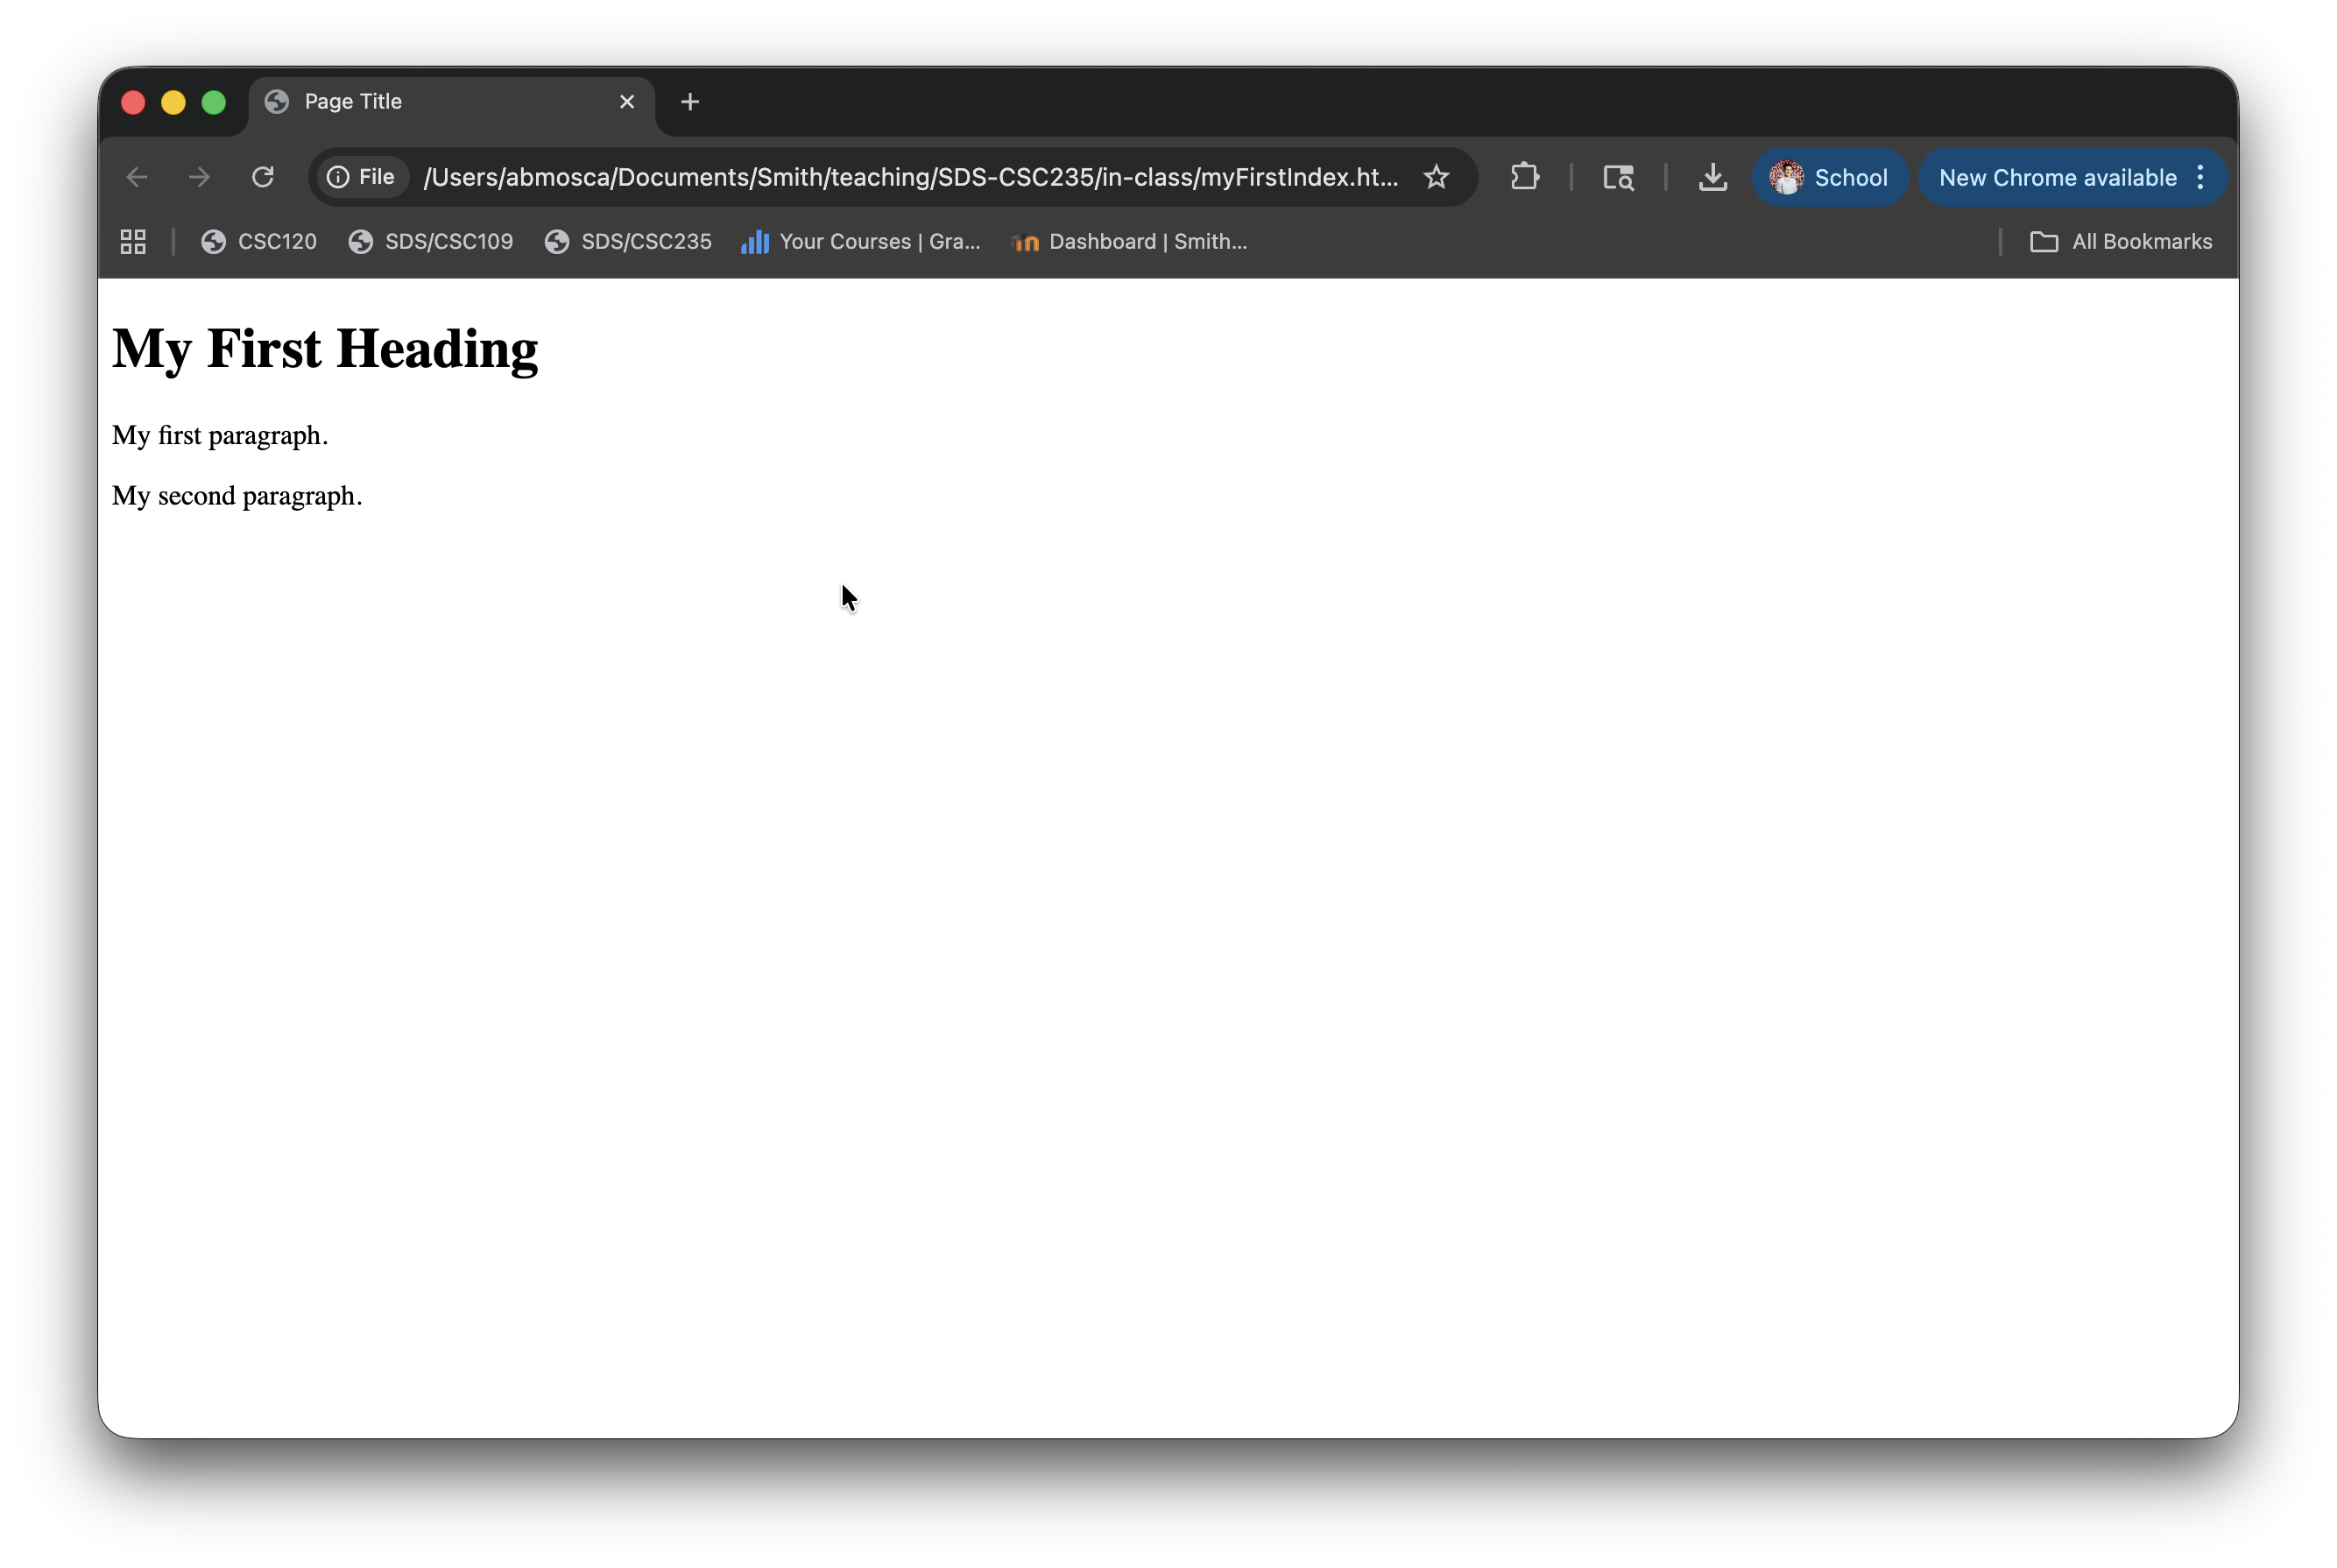 Page Title
File /Users/abmosca/Documents/Smith/teaching/SDS-CSC235/in-class/myFirstIndex.ht... School New Chrome available
CSC120 SDS/CSC109 SDS/CSC235 Your Courses | Gra... Dashboard | Smith... All Bookmarks
My First Heading
My first paragraph.
My second paragraph.